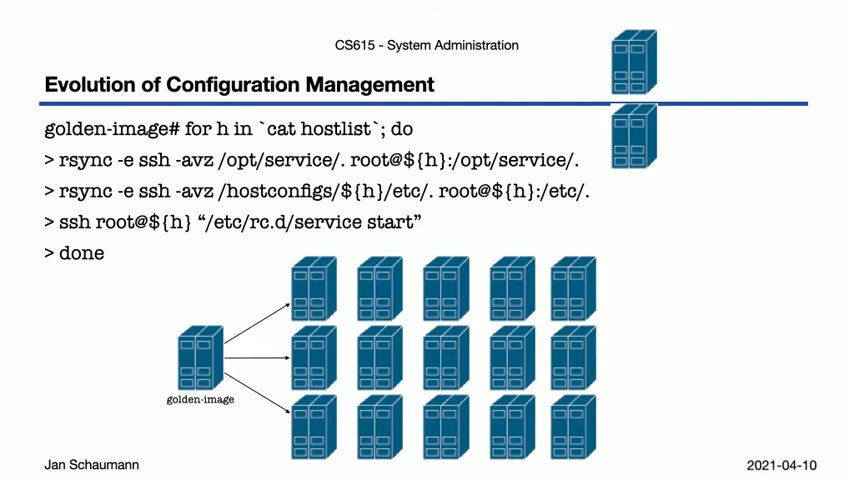 CS615 - System Administration
Evolution of Configuration Management
golden-image# for h in `cat hostlist`; do
> rsync -e ssh -avz /opt/service/. root@${h}:/opt/service/.
> rsync -e ssh -avz /hostconfigs/${h}/etc/. root@${h}:/etc/.
> ssh root@${h} “/etc/rc.d/service start”
> done
golden-image
Jan Schaumann
2021-04-10